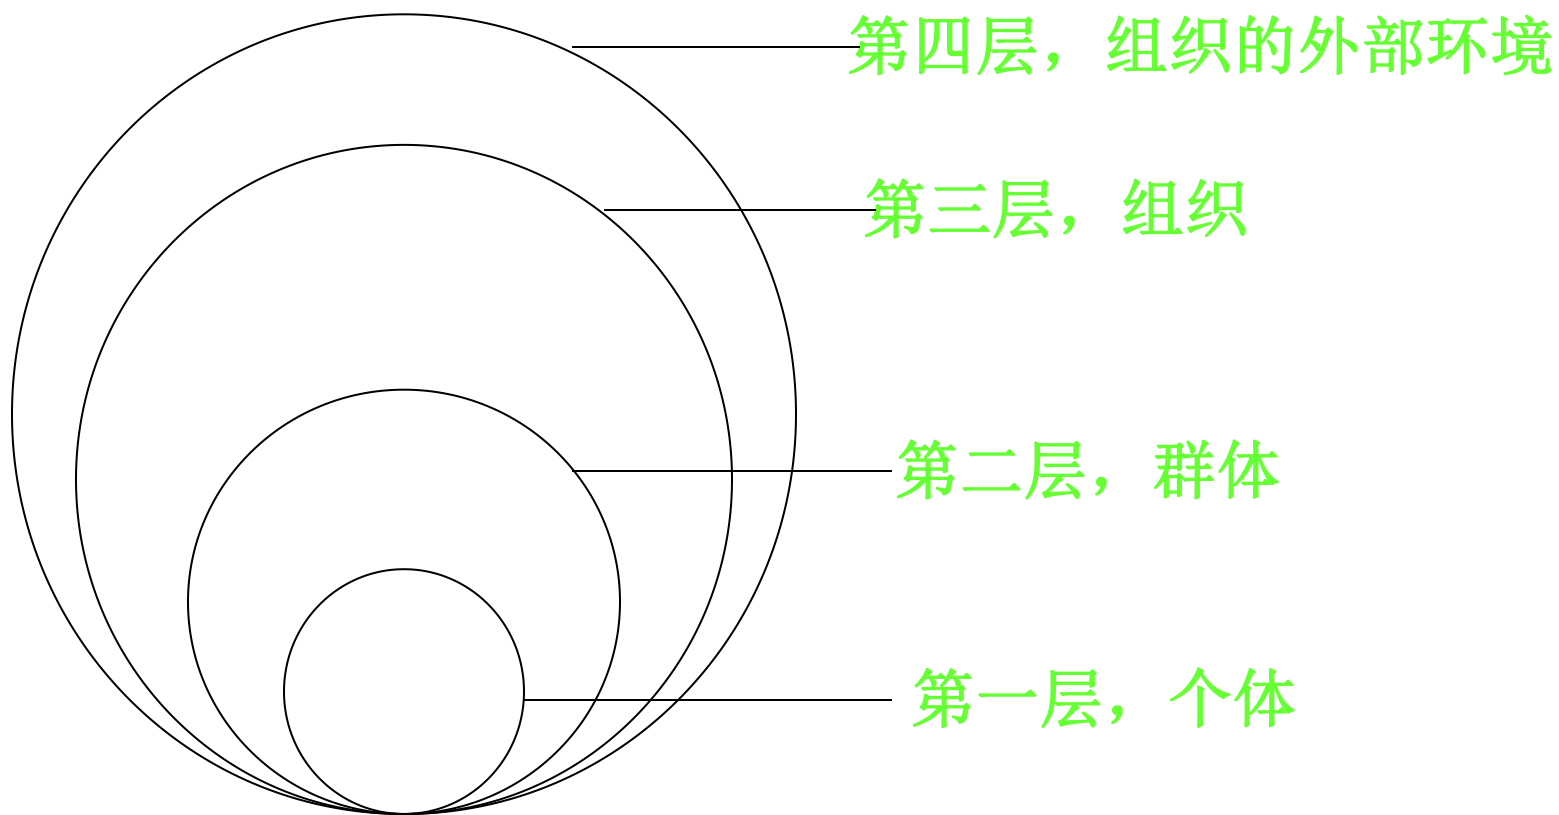 第四层，组织的外部环境
第三层，组织
第二层，群体
第一层，个体